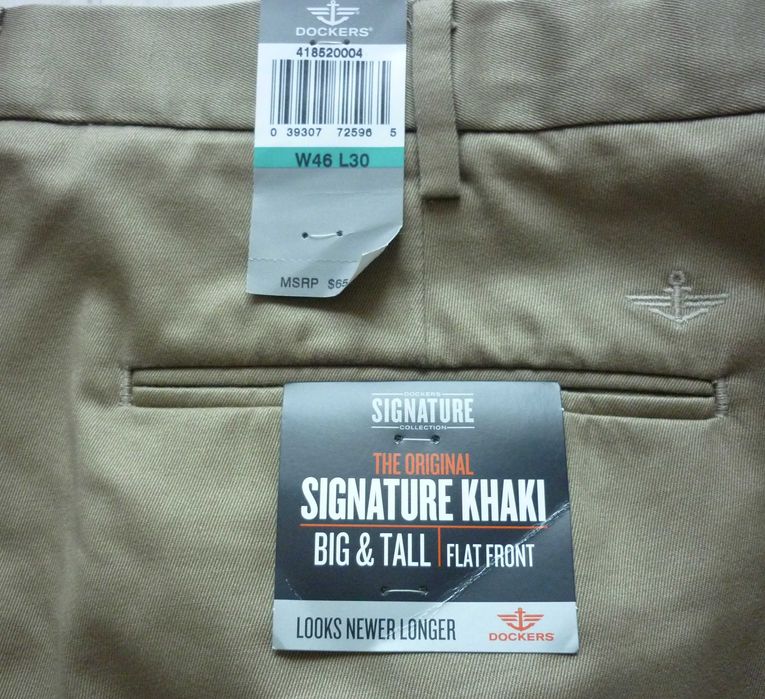 DOCKERS®
418520004
0 39307 72596 5
W46 L30
MSRP $65
DOCKERS
SIGNATURE
COLLECTION
THE ORIGINAL
SIGNATURE KHAKI
BIG & TALL | FLAT FRONT
LOOKS NEWER LONGER
DOCKERS